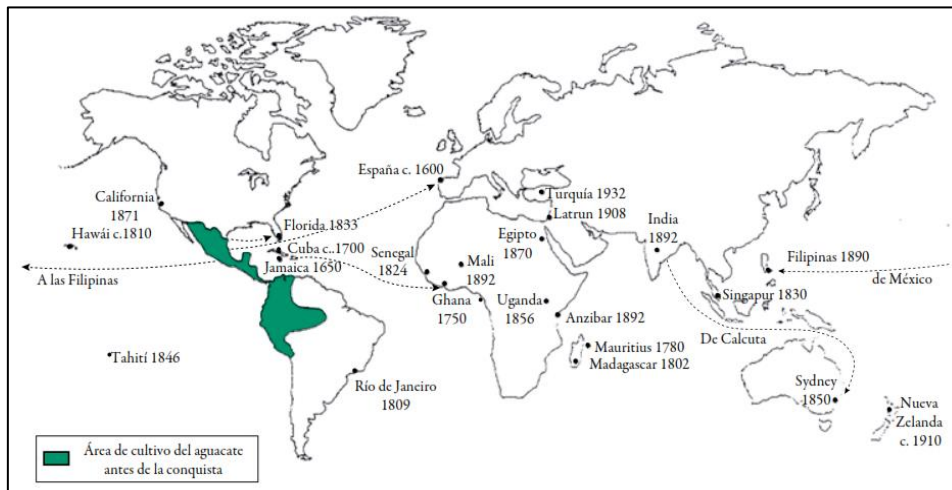 España c. 1600
Turquía 1932
California
1871
Latrun 1908
India
1892
Florida 1833
Hawái c.1810
Egipto
1870
Cuba c..1700
Senegal
1824
Mali
1892
Filipinas 1890
Jamaica 1650
A las Filipinas
de México
Ghana
1750
Uganda
1856
Singapur 1830
Anzibar 1892
De Calcuta
Mauritius 1780
Tahití 1846
Madagascar 1802
Río de Janeiro
1809
Sydney
1850
Nueva
Zelanda
c. 1910
Área de cultivo del aguacate
antes de la conquista